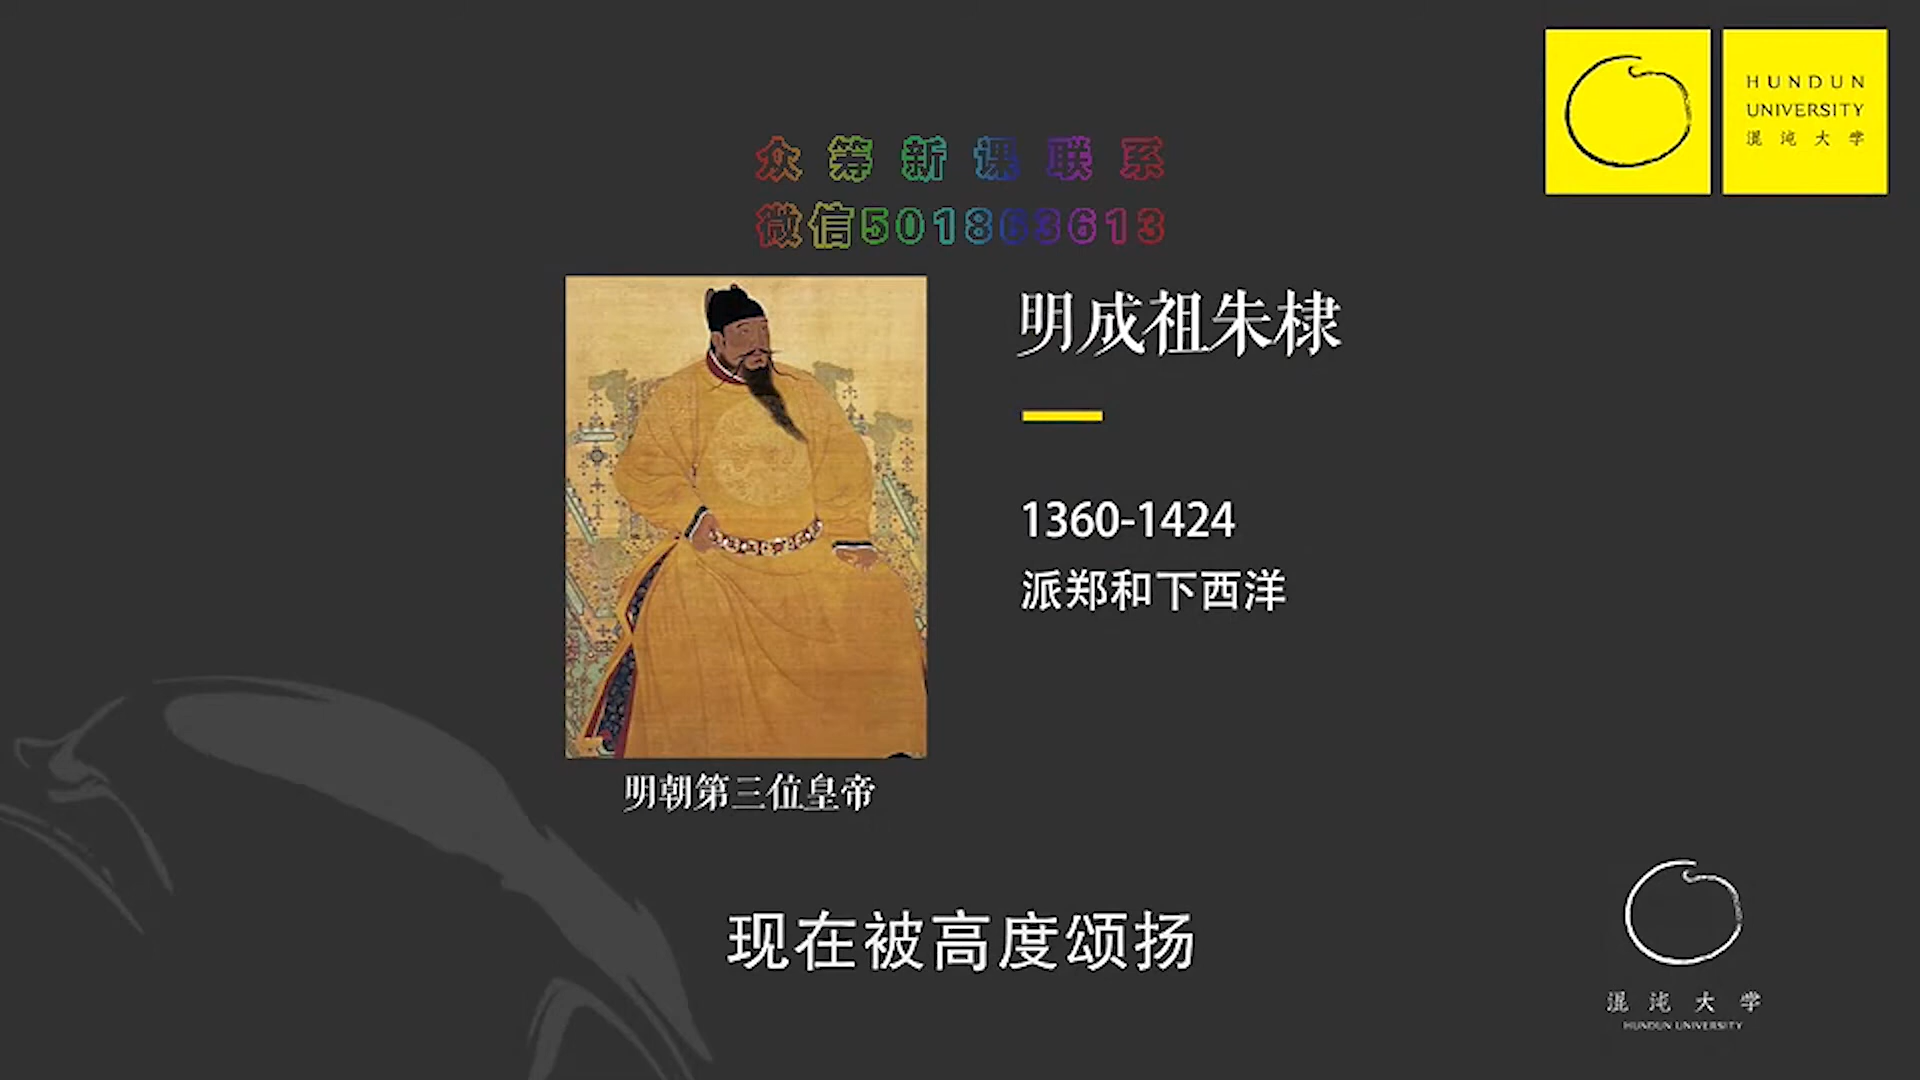 HUNDUN
UNIVERSITY
混沌大学
众筹新课联系
微信501863613
明成祖朱棣
1360-1424
派郑和下西洋
明朝第三位皇帝
现在被高度颂扬
混沌大学
HUNDUN UNIVERSITY